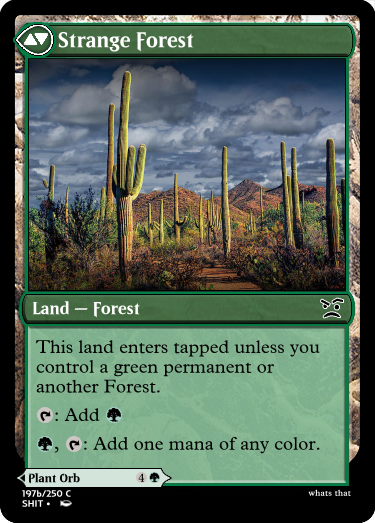 Strange Forest
Land — Forest
This land enters tapped unless you
control a green permanent or
another Forest.
: Add
, : Add one mana of any color.
Plant Orb 4
197b/250 C whats that
SHIT •